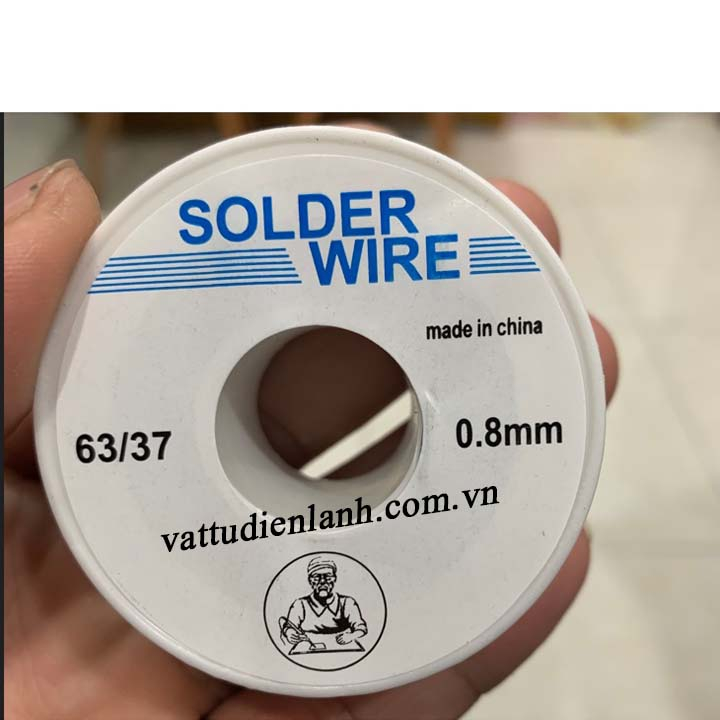 SOLDER
WIRE
made in china
63/37
0.8mm
vattudienlanh.com.vn